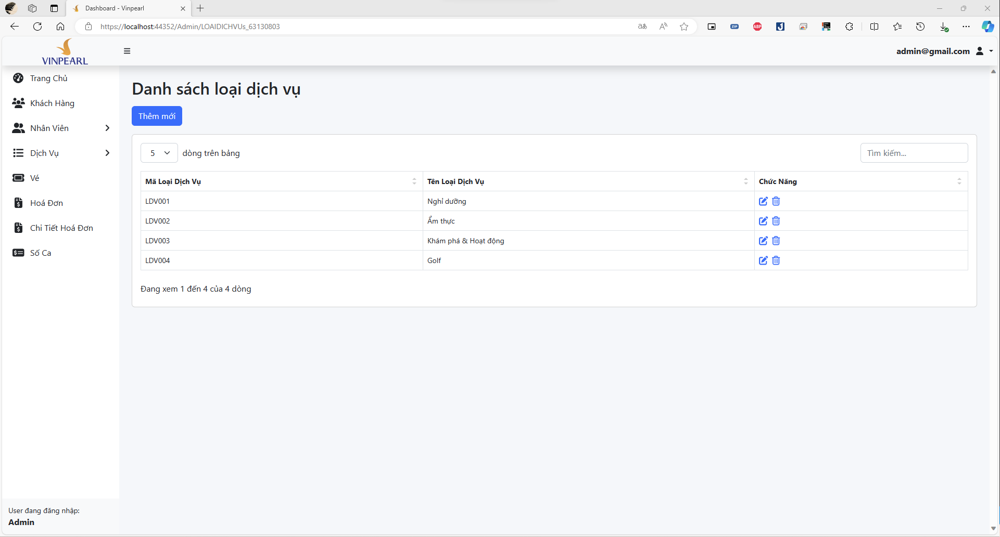 Dashboard - Vinpearl
https://localhost:44352/Admin/LOAIDICHVUs_63130803
aあ
A
ZIP
ABP
VINPEARL
admin@gmail.com
Trang Chủ
Khách Hàng
Nhân Viên
Dịch Vụ
Vé
Hoá Đơn
Chi Tiết Hoá Đơn
Số Ca
User đang đăng nhập:
Admin
Danh sách loại dịch vụ
Thêm mới
5 dòng trên bảng
Tìm kiếm...
Mã Loại Dịch Vụ Tên Loại Dịch Vụ Chức Năng
LDV001 Nghỉ dưỡng
LDV002 Ẩm thực
LDV003 Khám phá & Hoạt động
LDV004 Golf
Đang xem 1 đến 4 của 4 dòng